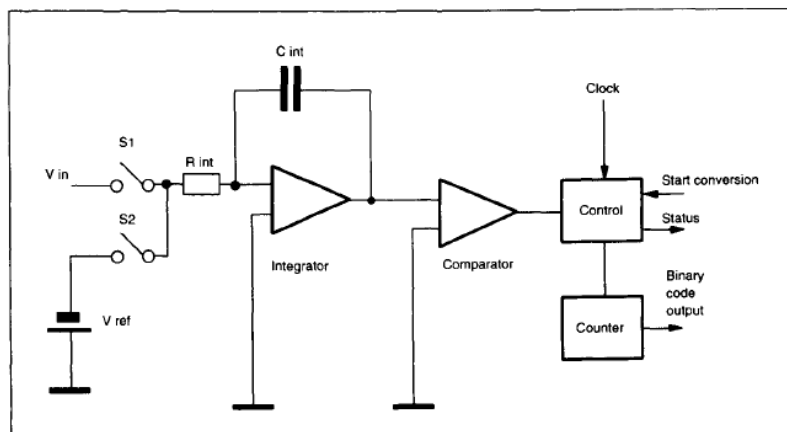 C int
Clock
S1
R int
V in
Start conversion
Control
Status
S2
Integrator
Comparator
Binary
code
output
V ref
Counter